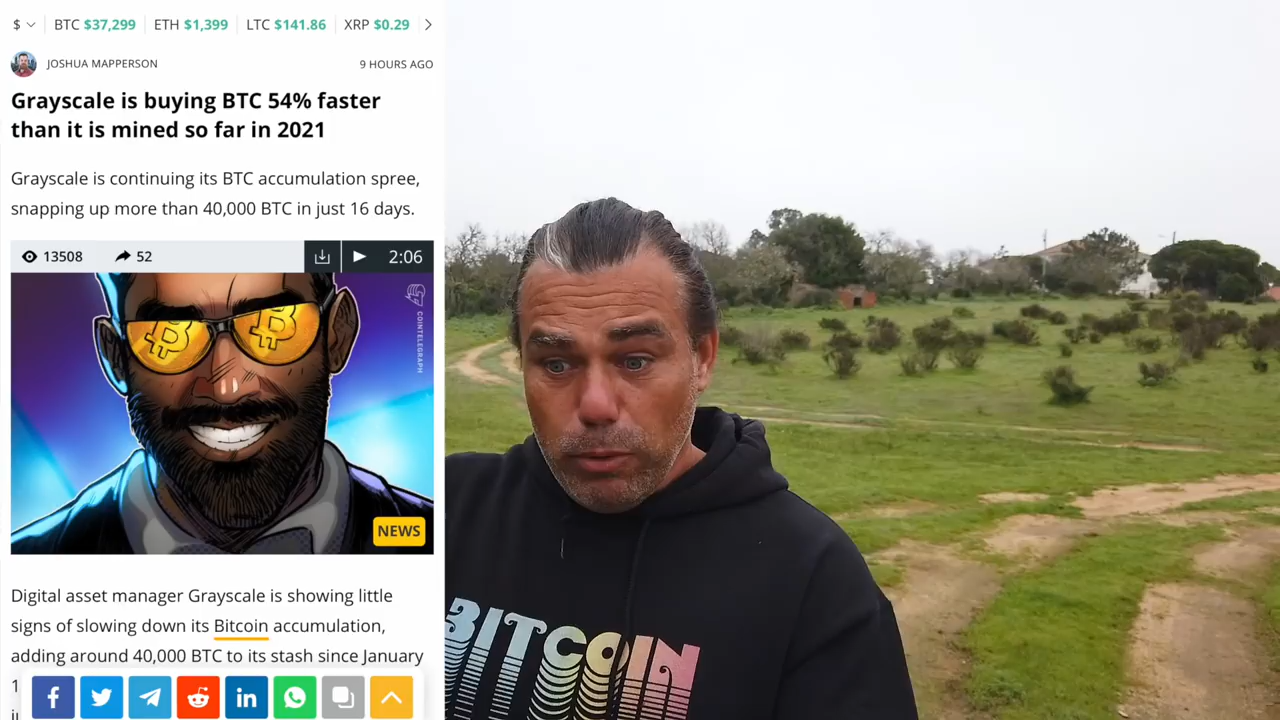 $ BTC $37,299 ETH $1,399 LTC $141.86 XRP $0.29
JOSHUA MAPPERSON 9 HOURS AGO
Grayscale is buying BTC 54% faster
than it is mined so far in 2021
Grayscale is continuing its BTC accumulation spree,
snapping up more than 40,000 BTC in just 16 days.
13508 52 2:06
COINTELEGRAPH
NEWS
Digital asset manager Grayscale is showing little
signs of slowing down its Bitcoin accumulation,
adding around 40,000 BTC to its stash since January
1
BITCOIN